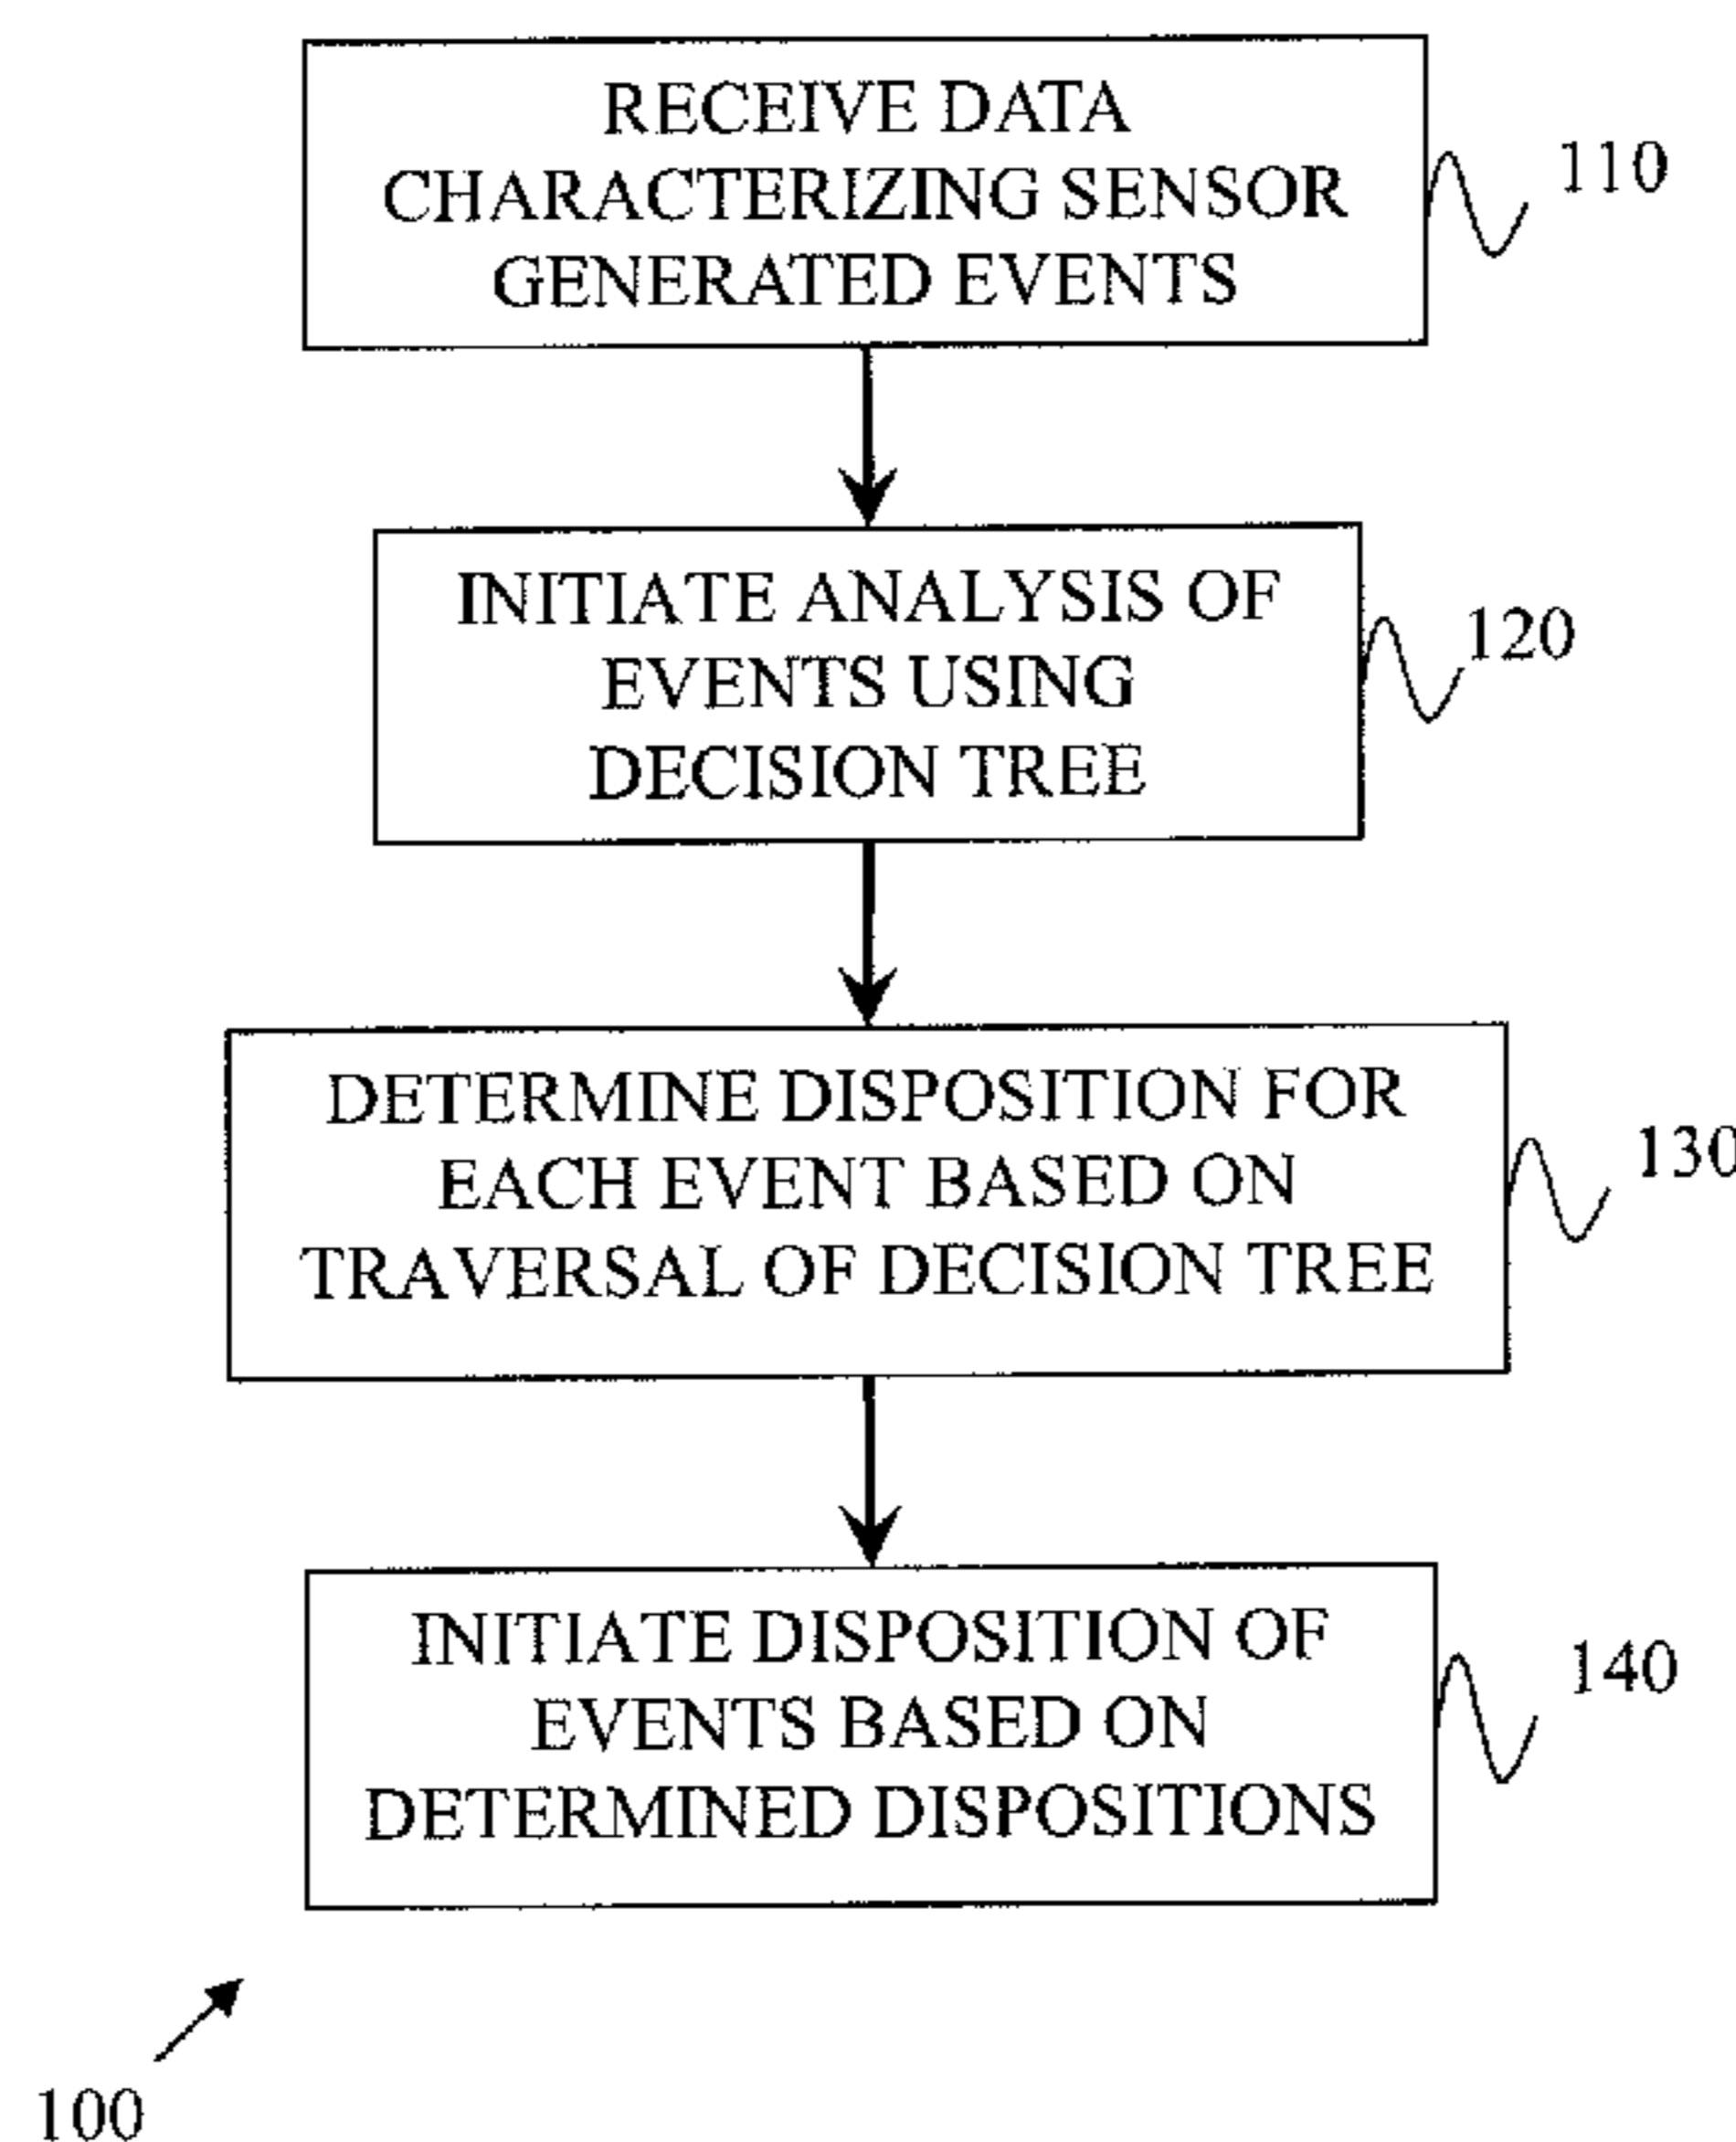 RECEIVE DATA
CHARACTERIZING SENSOR
GENERATED EVENTS
110
INITIATE ANALYSIS OF
EVENTS USING
DECISION TREE
120
DETERMINE DISPOSITION FOR
EACH EVENT BASED ON
TRAVERSAL OF DECISION TREE
130
INITIATE DISPOSITION OF
EVENTS BASED ON
DETERMINED DISPOSITIONS
140
100